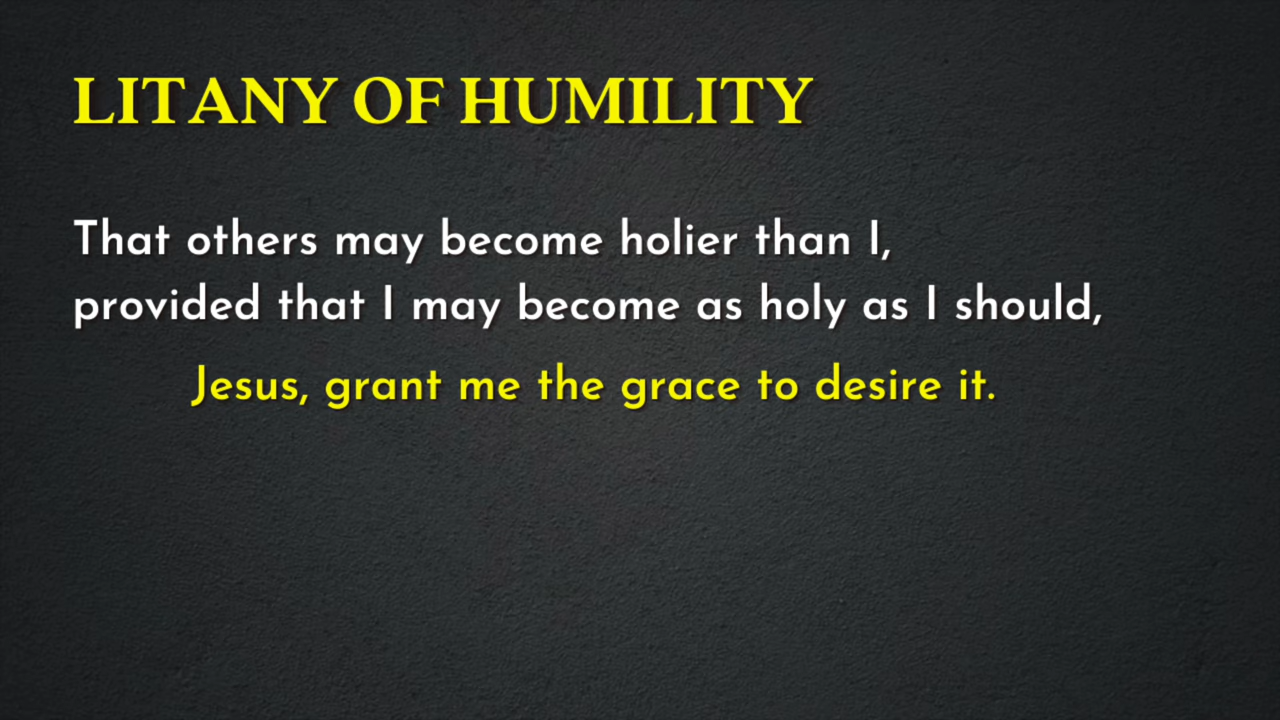 LITANY OF HUMILITY
That others may become holier than I,
provided that I may become as holy as I should,
Jesus, grant me the grace to desire it.